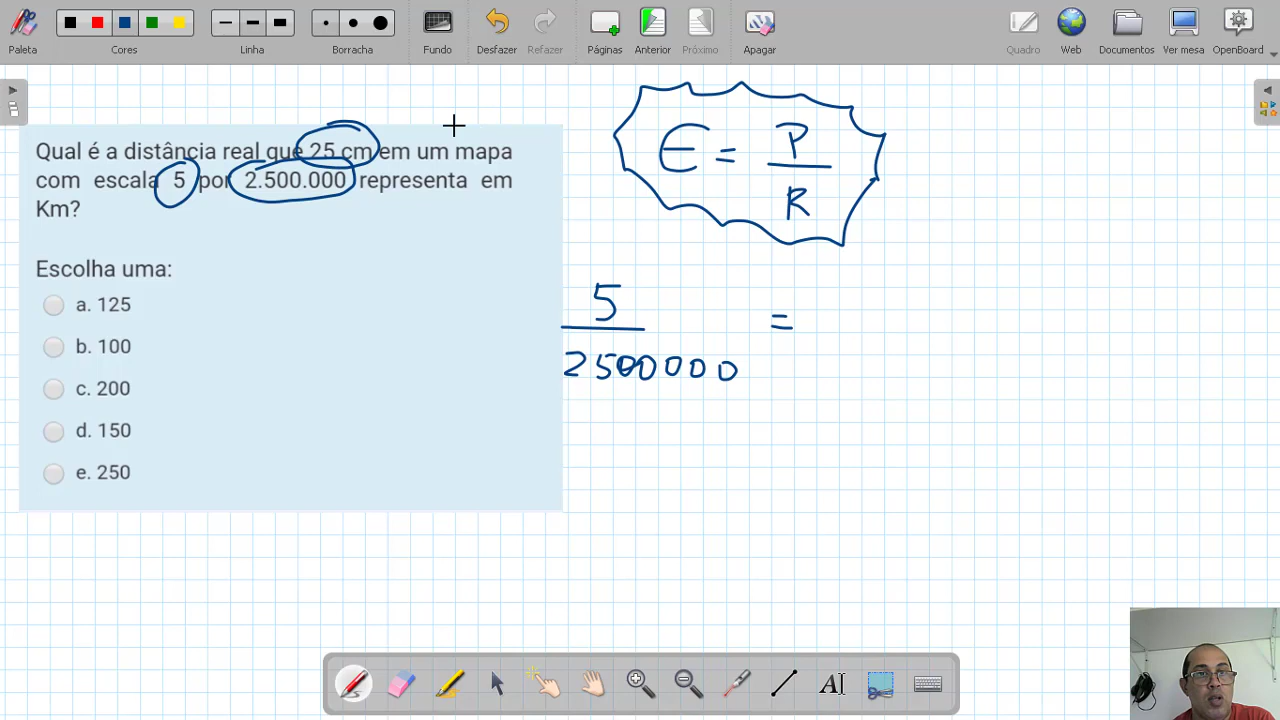 Paleta Cores Linha Borracha Fundo Desfazer Refazer Páginas Anterior Próximo Apagar Quadro Web Documentos Ver mesa OpenBoard
Qual é a distância real que 25 cm em um mapa
com escala 5 por 2.500.000 representa em
Km?
Escolha uma:
a. 125
b. 100
c. 200
d. 150
e. 250
E = P
R
5 =
2500000